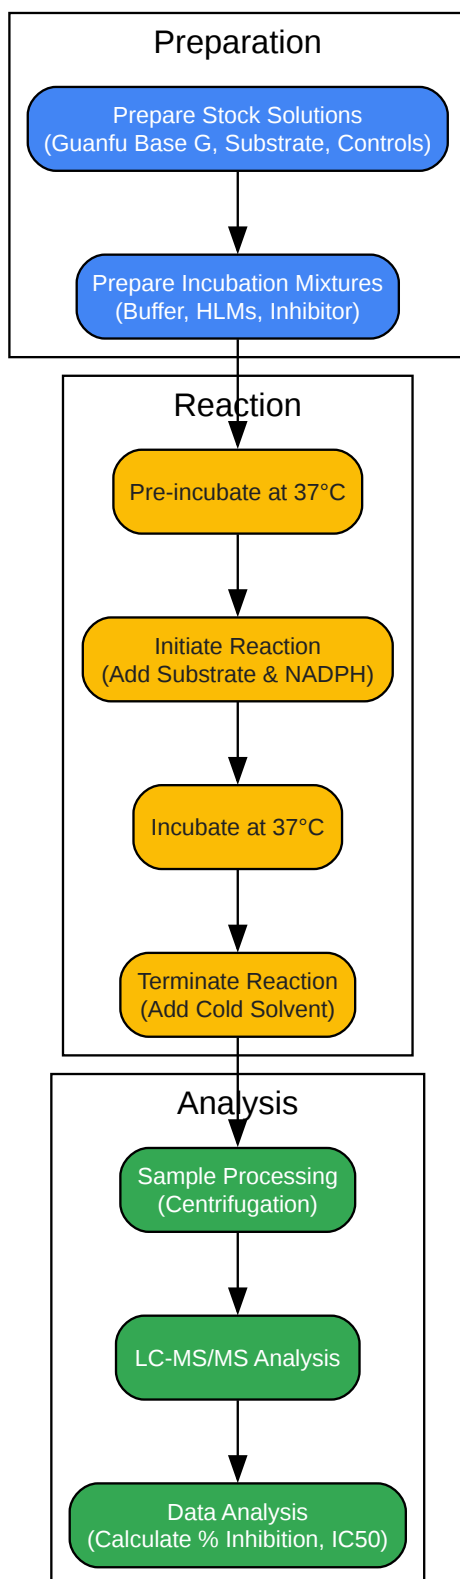 Preparation
Prepare Stock Solutions
(Guanfu Base G, Substrate, Controls)
Prepare Incubation Mixtures
(Buffer, HLMs, Inhibitor)
Reaction
Pre-incubate at 37°C
Initiate Reaction
(Add Substrate & NADPH)
Incubate at 37°C
Terminate Reaction
(Add Cold Solvent)
Analysis
Sample Processing
(Centrifugation)
LC-MS/MS Analysis
Data Analysis
(Calculate % Inhibition, IC50)